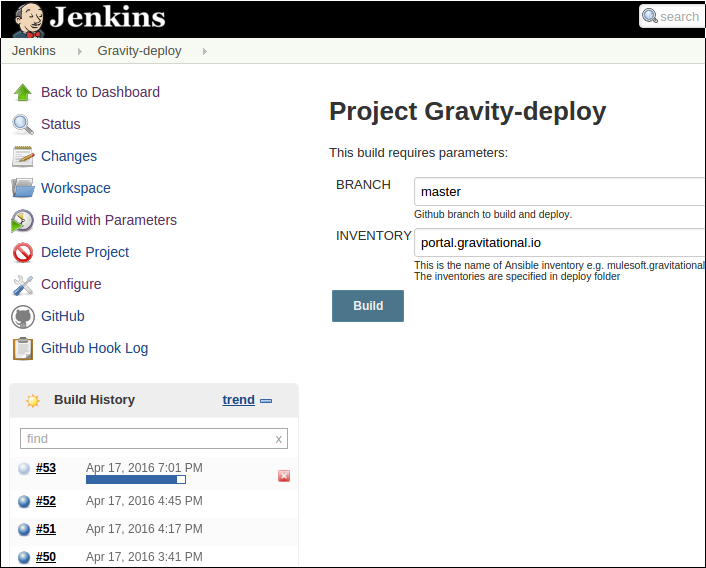 Jenkins
search
Jenkins
Gravity-deploy
Back to Dashboard
Status
Changes
Workspace
Build with Parameters
Delete Project
Configure
GitHub
GitHub Hook Log
Project Gravity-deploy
This build requires parameters:
BRANCH
master
Github branch to build and deploy.
INVENTORY
portal.gravitational.io
This is the name of Ansible inventory e.g. mulesoft.gravitational
The inventories are specified in deploy folder
Build
Build History
trend
find
x
#53 Apr 17, 2016 7:01 PM
#52 Apr 17, 2016 4:45 PM
#51 Apr 17, 2016 4:17 PM
#50 Apr 17, 2016 3:41 PM